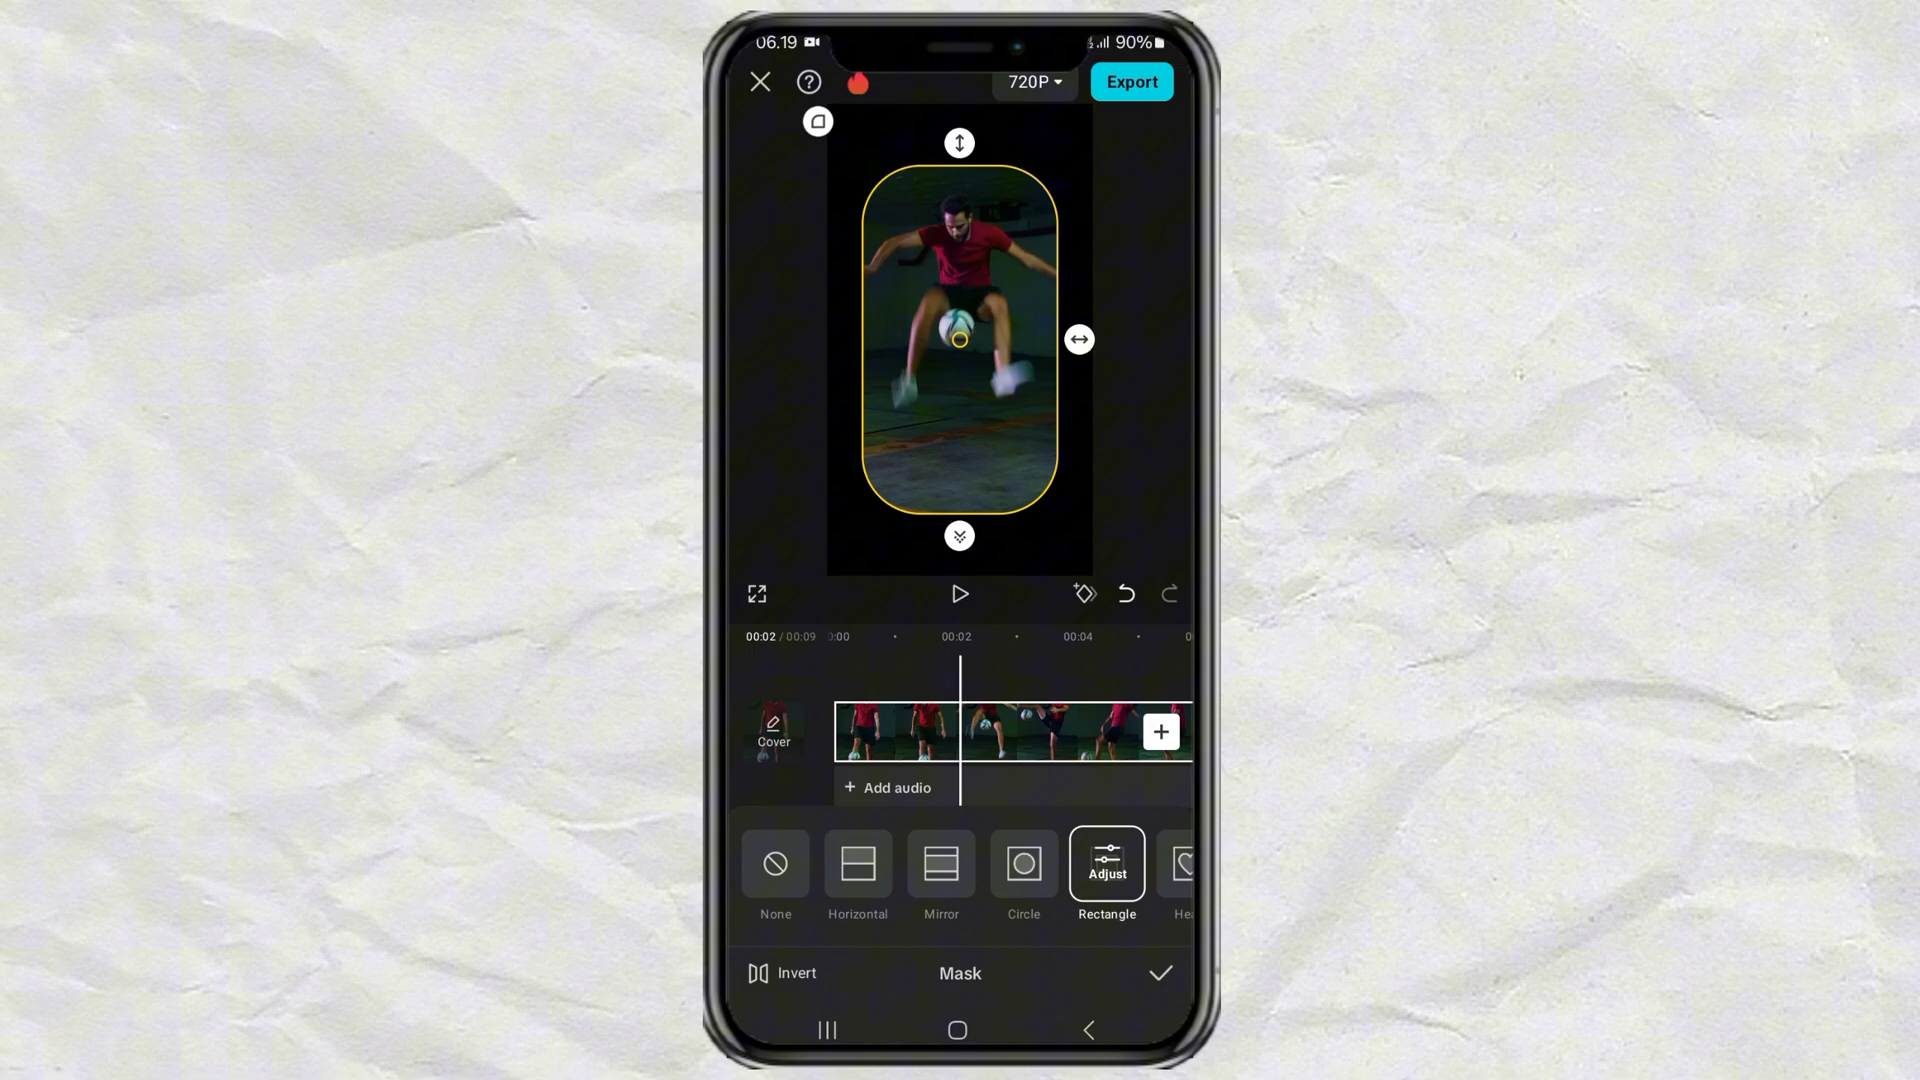 06.19 90%
720P Export
00:02 / 00:09 0:00 00:02 00:04
Cover
+ Add audio
Adjust
None Horizontal Mirror Circle Rectangle Hea
Invert Mask